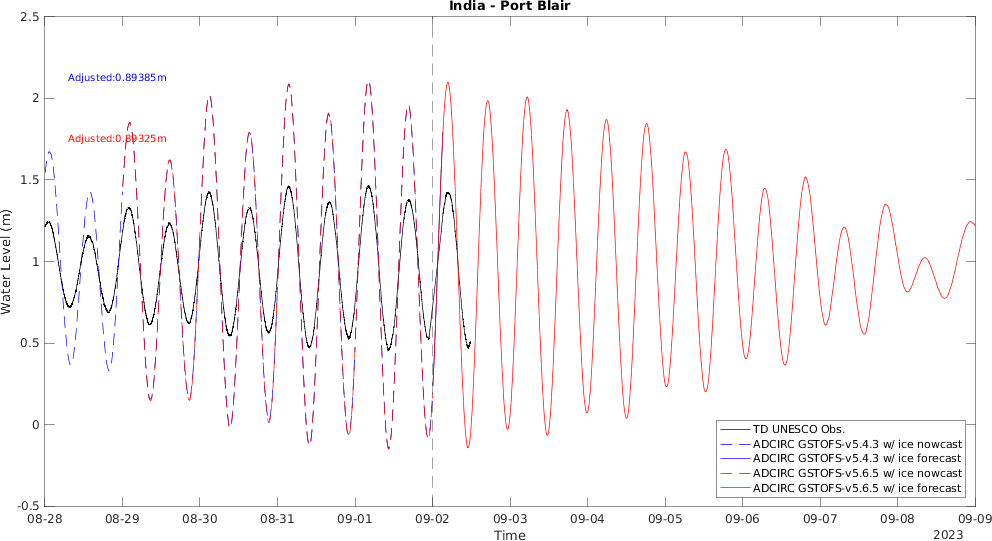 India - Port Blair
2.5
2
1.5
1
0.5
0
-0.5
Water Level (m)
Adjusted:0.89385m
Adjusted:0.89325m
TD UNESCO Obs.
ADCIRC GSTOFS-v5.4.3 w/ ice nowcast
ADCIRC GSTOFS-v5.4.3 w/ ice forecast
ADCIRC GSTOFS-v5.6.5 w/ ice nowcast
ADCIRC GSTOFS-v5.6.5 w/ ice forecast
08-28 08-29 08-30 08-31 09-01 09-02 09-03 09-04 09-05 09-06 09-07 09-08 09-09
Time
2023